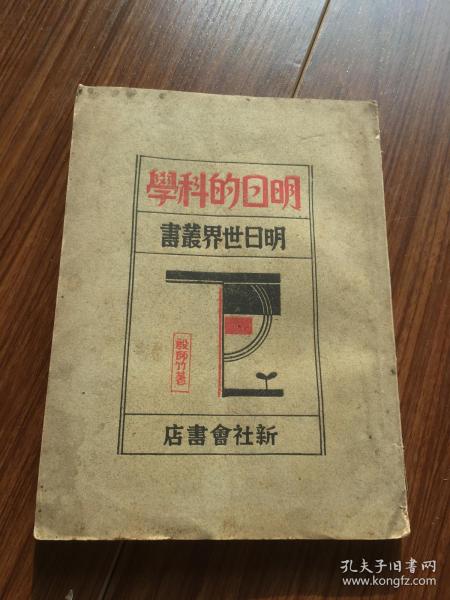 明日的科學
明日世界叢書
殷師竹著
新社會書店
孔夫子旧书网
www.kongfz.com